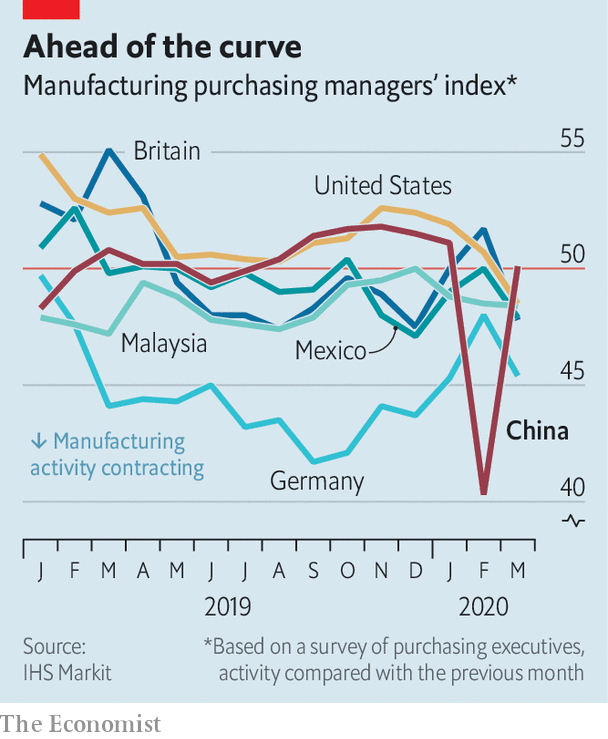 Ahead of the curve
Manufacturing purchasing managers’ index*
55
Britain
United States
50
Malaysia
Mexico
45
China
↓ Manufacturing
activity contracting
Germany
40
J F M A M J J A S O N D J F M
2019 2020
Source:
IHS Markit
*Based on a survey of purchasing executives,
activity compared with the previous month
The Economist